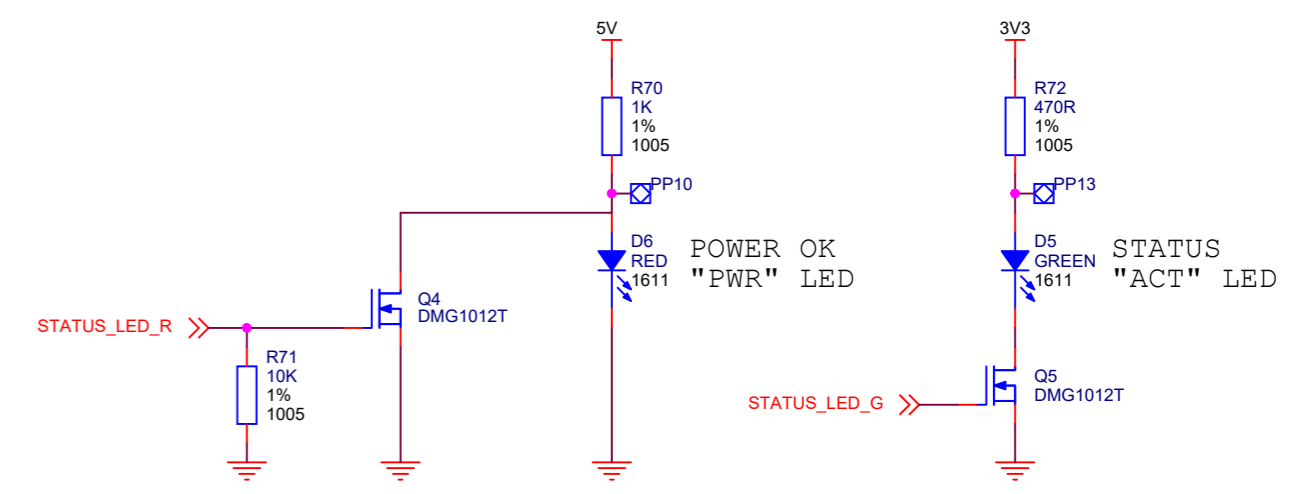 5V
R70
1K
1%
1005
PP10
D6
RED
1611
POWER OK
"PWR" LED
Q4
DMG1012T
STATUS_LED_R
R71
10K
1%
1005
3V3
R72
470R
1%
1005
PP13
D5
GREEN
1611
STATUS
"ACT" LED
Q5
DMG1012T
STATUS_LED_G